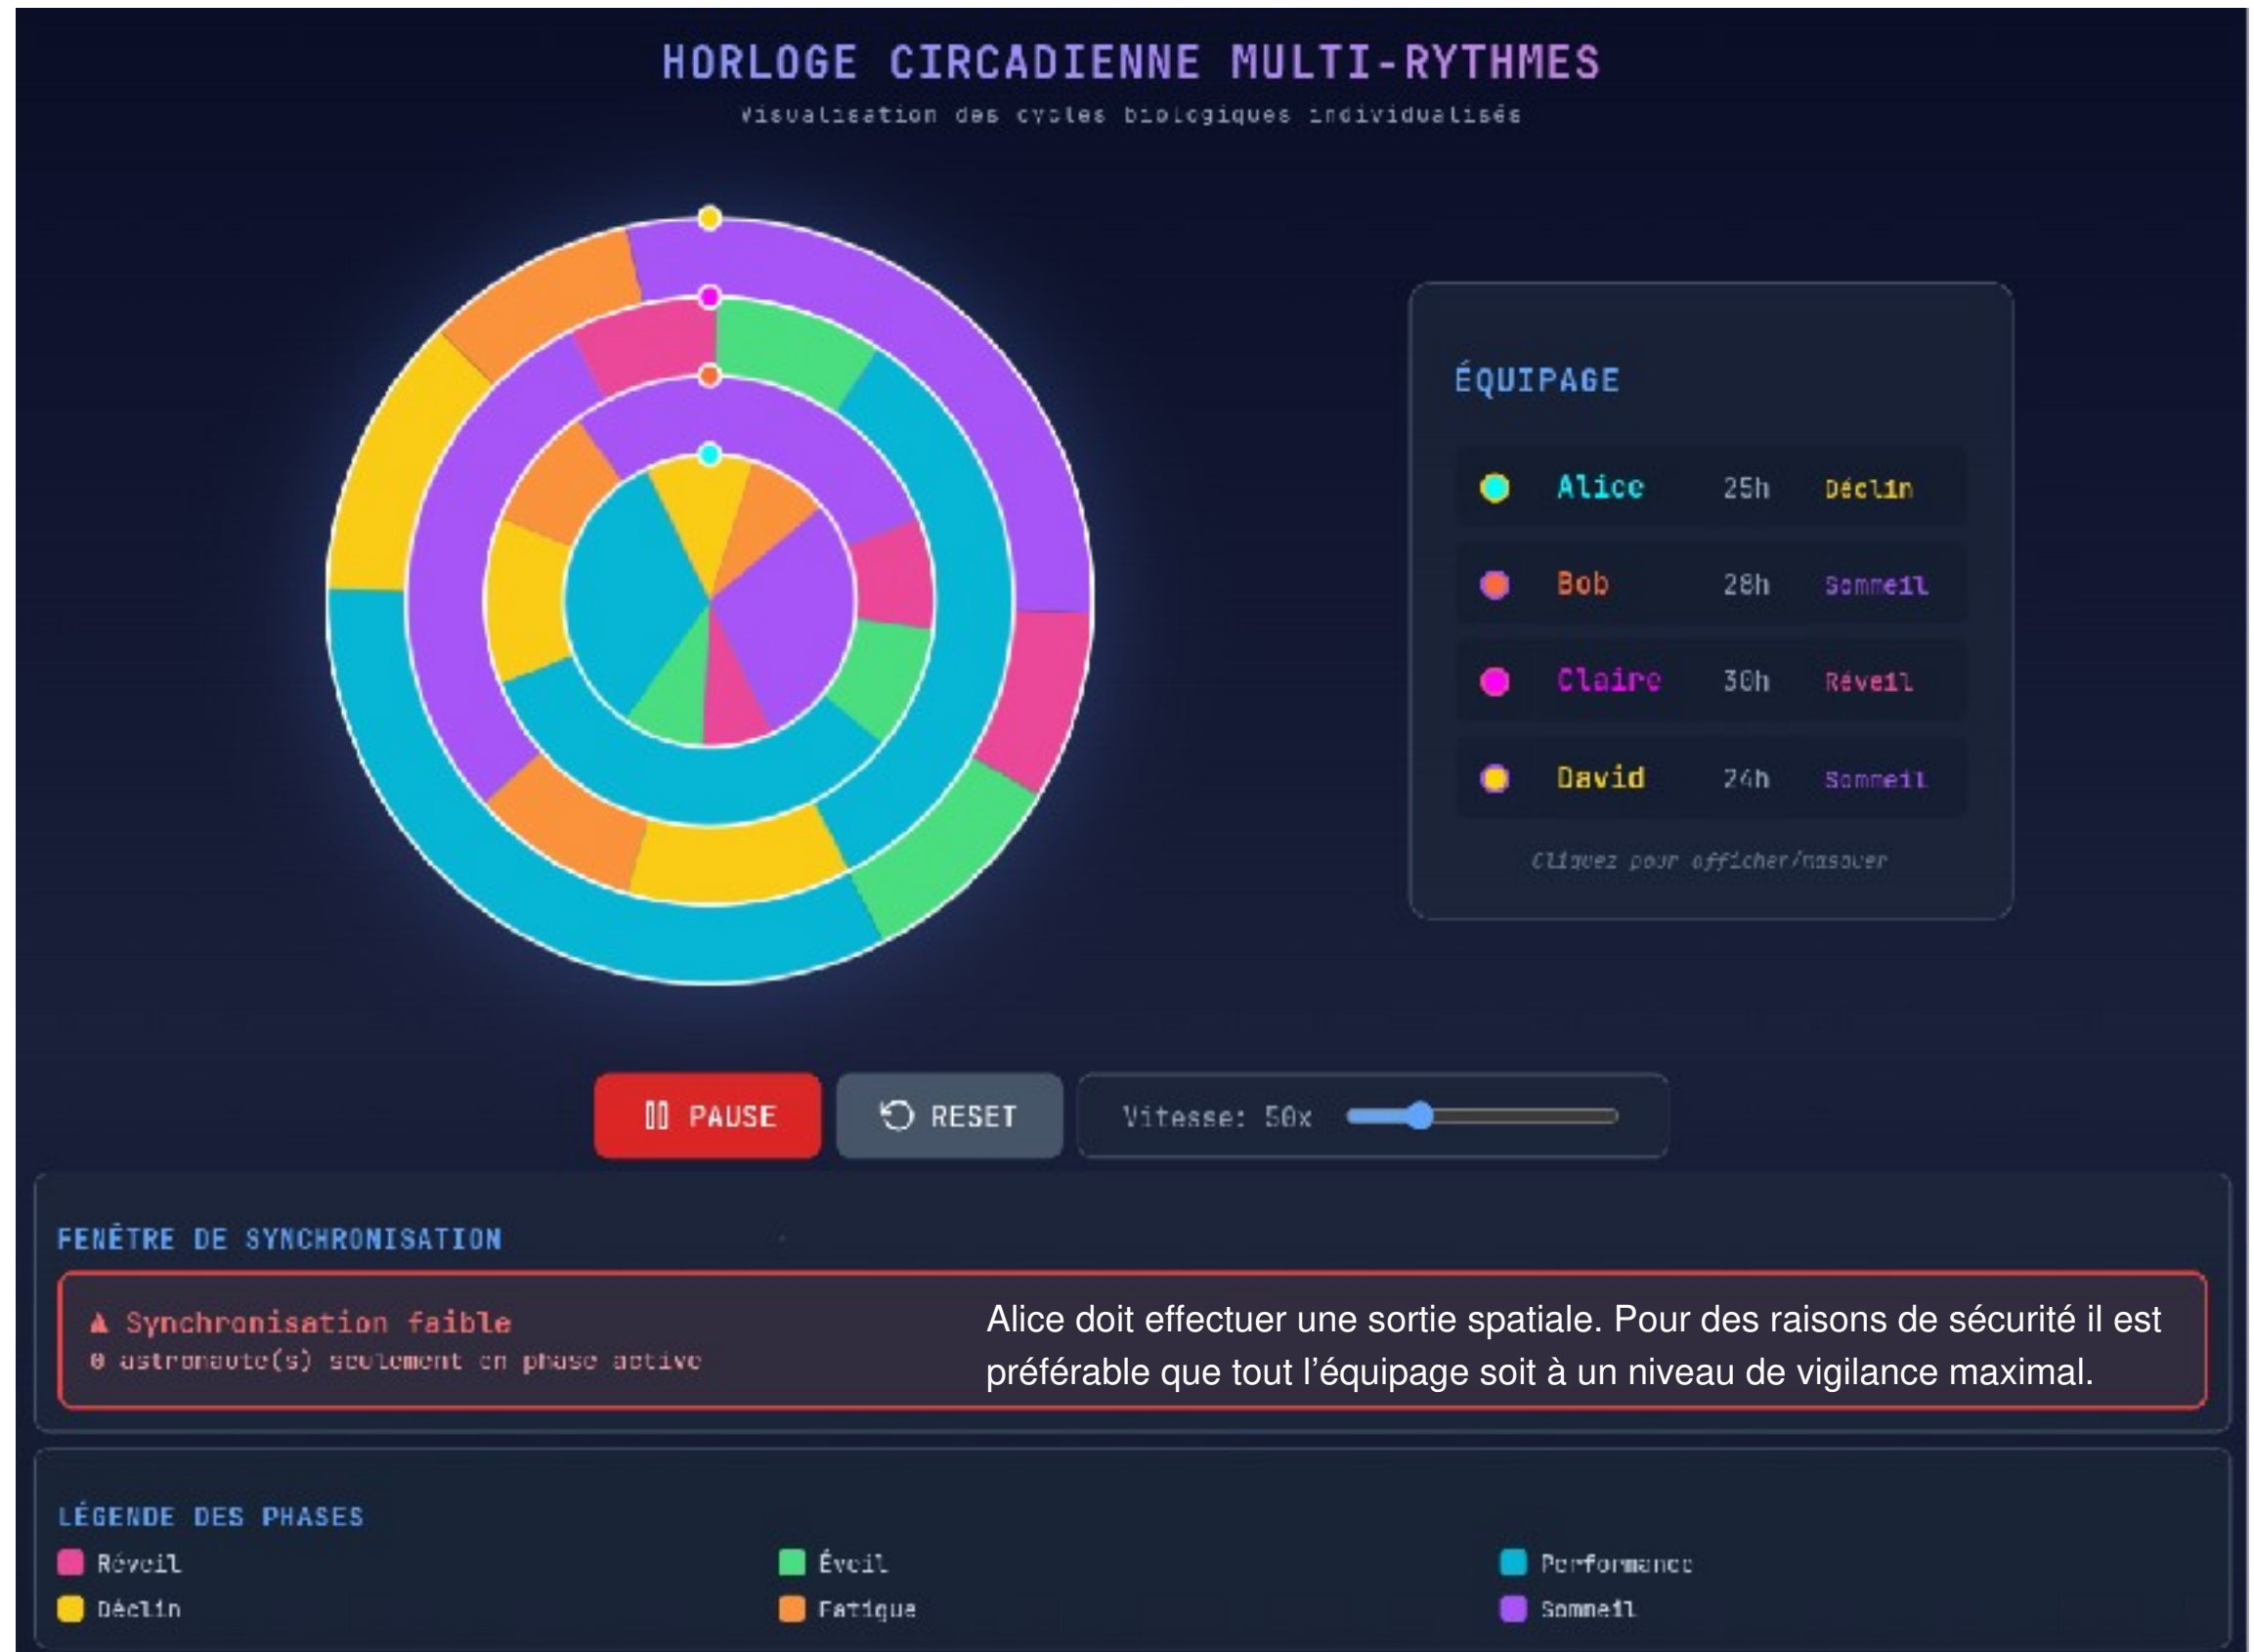 HORLOGE CIRCADIENNE MULTI-RYTHMES
Visualisation des cycles biologiques individualisés
ÉQUIPAGE
Alice 25h Déclin
Bob 28h Sommeil
Claire 30h Réveil
David 24h Sommeil
Cliquez pour afficher/masquer
PAUSE
RESET
Vitesse: 50x
FENÊTRE DE SYNCHRONISATION
Synchronisation faible
0 astronaute(s) seulement en phase active
Alice doit effectuer une sortie spatiale. Pour des raisons de sécurité il est
préférable que tout l’équipage soit à un niveau de vigilance maximal.
LÉGENDE DES PHASES
Réveil Éveil Performance
Déclin Fatigue Sommeil